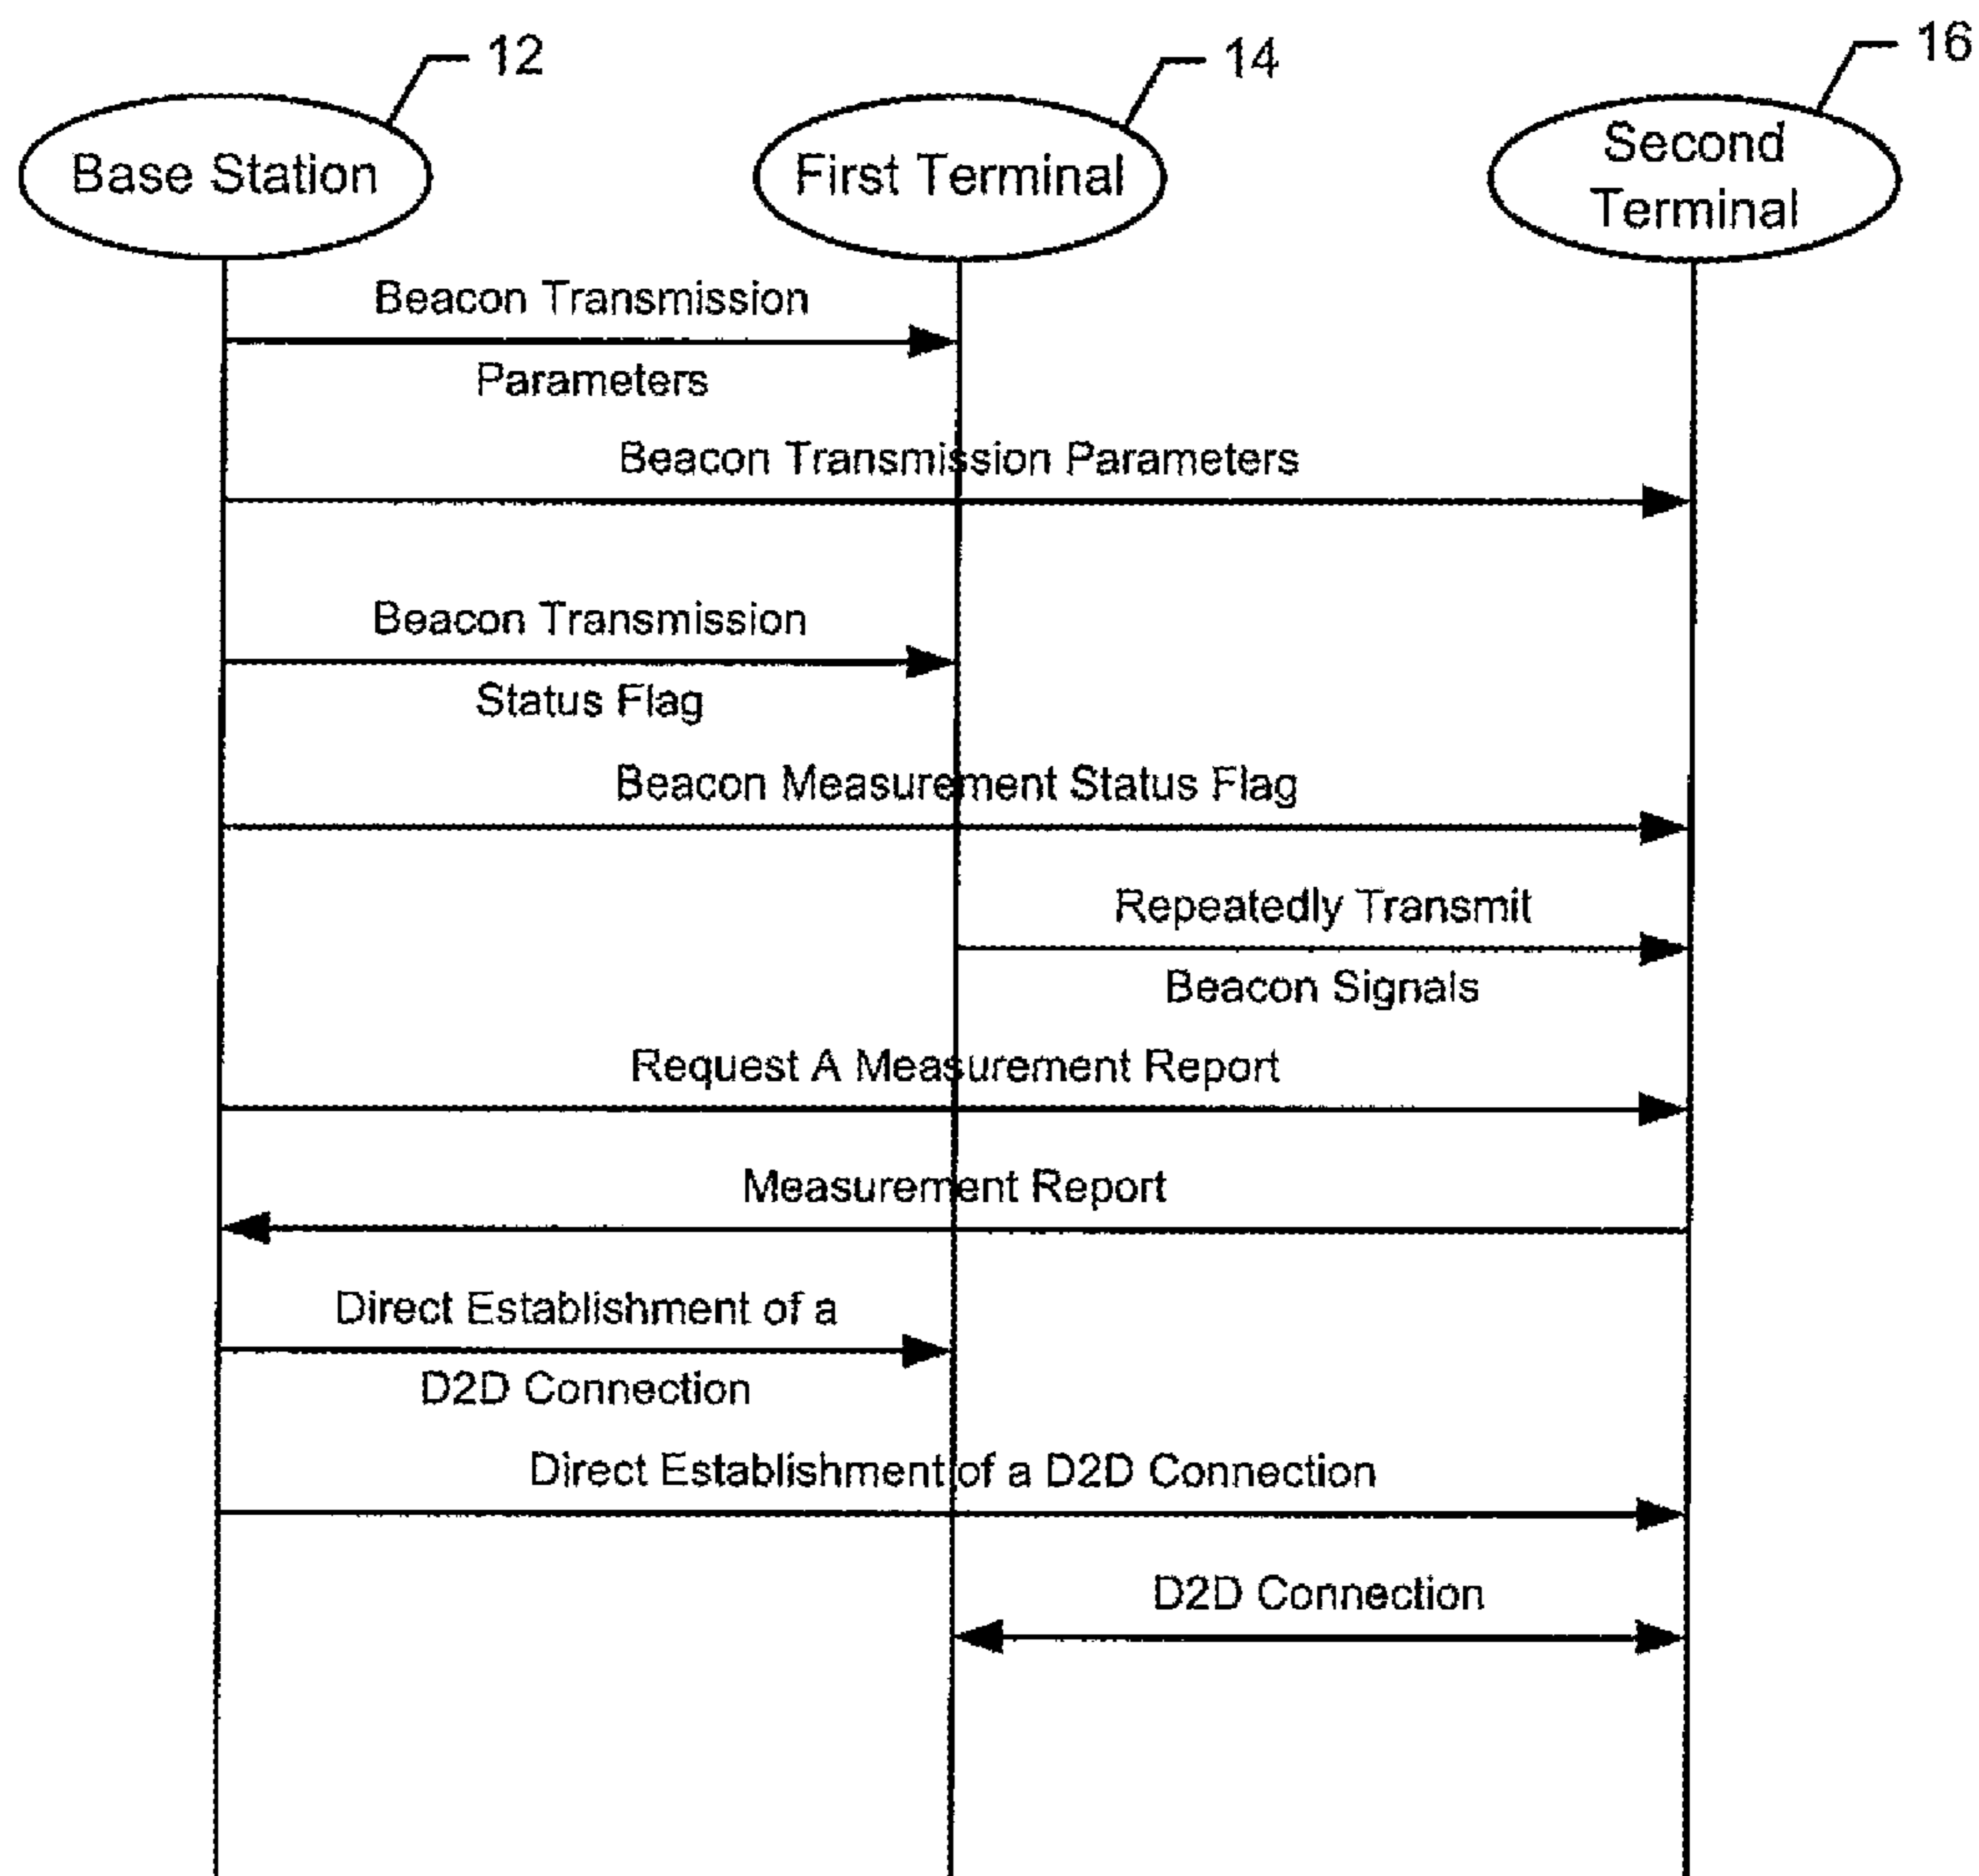 12
14
16
Base Station
First Terminal
Second
Terminal
Beacon Transmission
Parameters
Beacon Transmission Parameters
Beacon Transmission
Status Flag
Beacon Measurement Status Flag
Repeatedly Transmit
Beacon Signals
Request A Measurement Report
Measurement Report
Direct Establishment of a
D2D Connection
Direct Establishment of a D2D Connection
D2D Connection